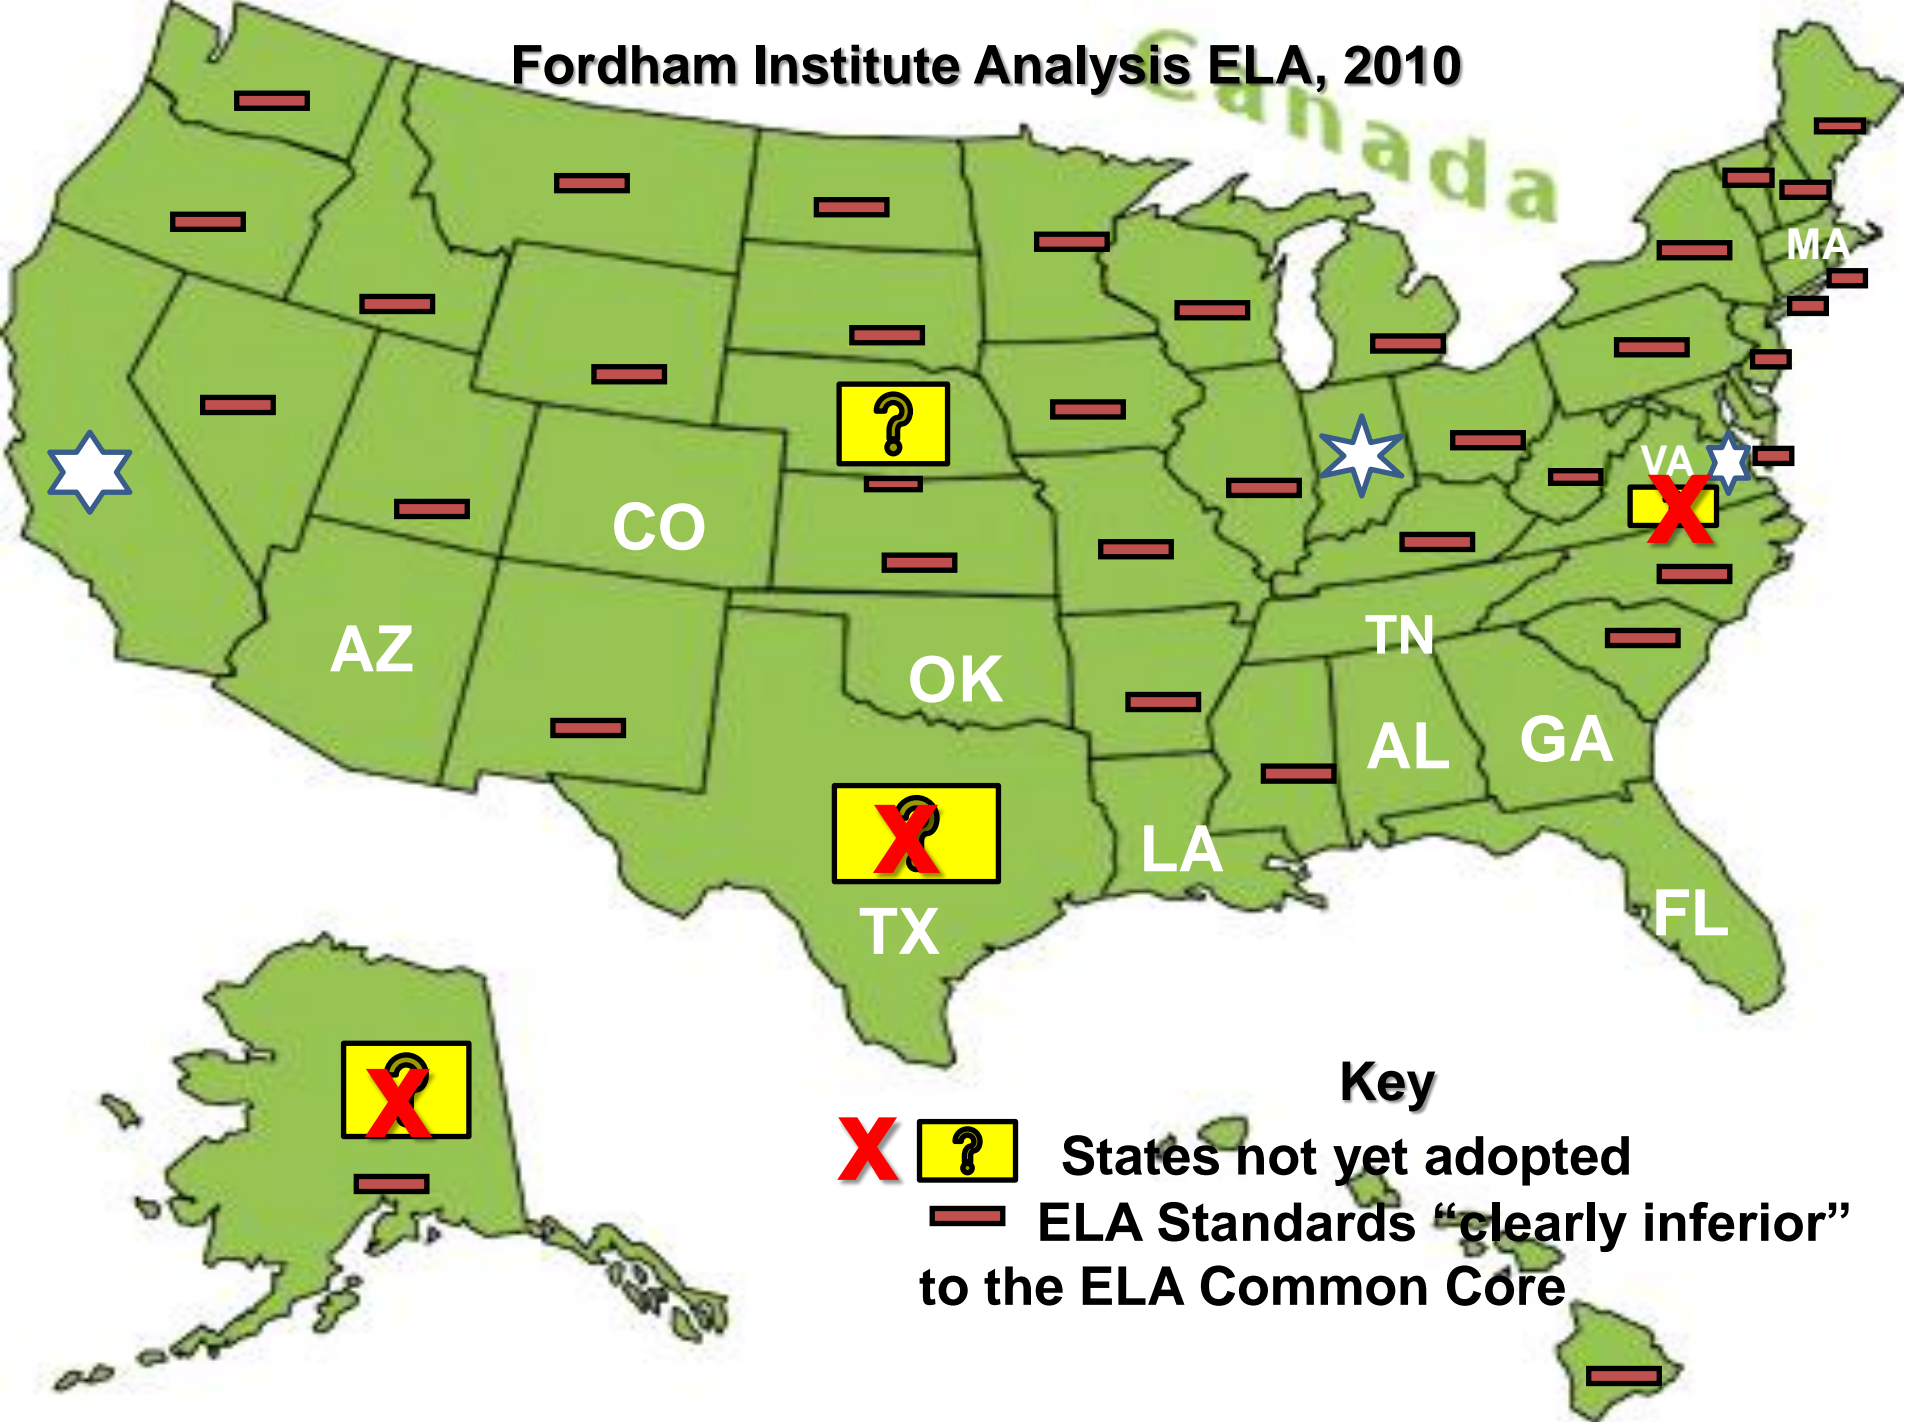 Fordham Institute Analysis ELA, 2010
Canada
MA
?
VA
X
CO
AZ
TN
OK
AL
GA
? X
LA
FL
TX
? X
Key
X ? States not yet adopted
ELA Standards “clearly inferior”
to the ELA Common Core